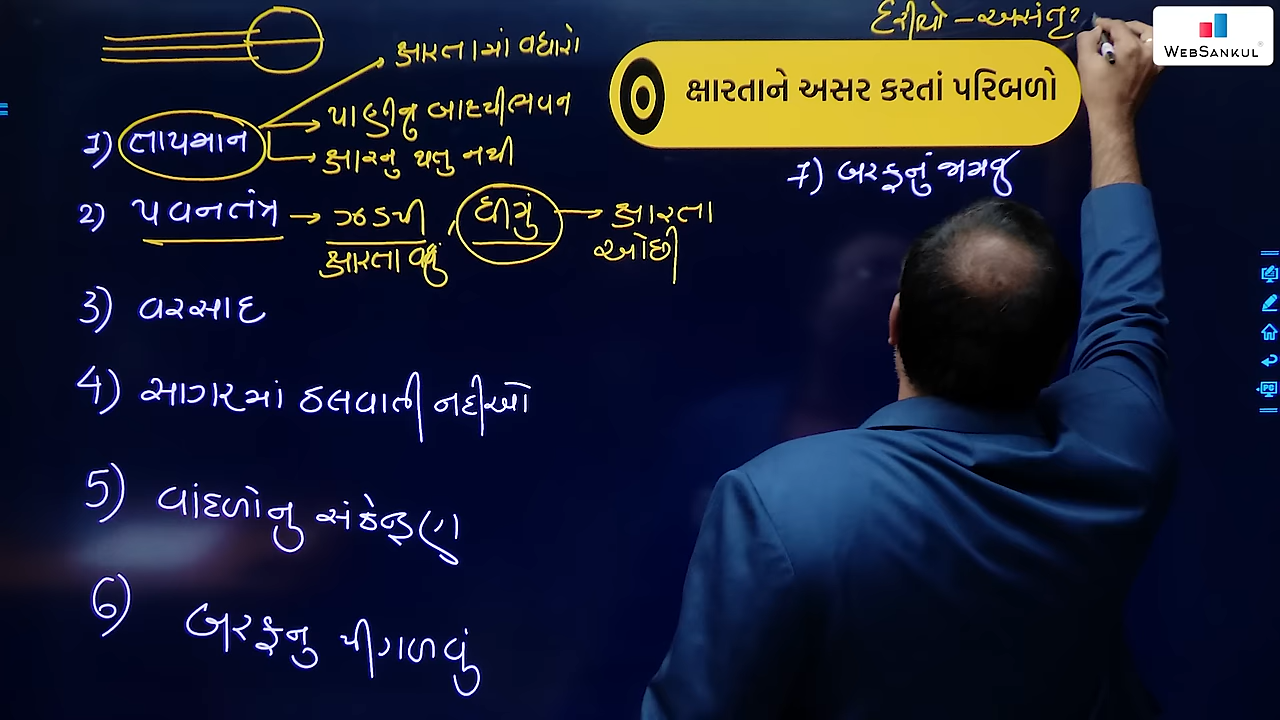 દરીયો - અસંતૃ
WEBSANKUL
ક્ષારતાને અસર કરતાં પરિબળો
ક્ષારતામાં વધારો
1) તાપમાન
પાણીનુ બાષ્પીભવન
ક્ષારનુ થતુ નથી
2) પવનતંત્ર → ઝડપી, ધીમું → ક્ષારતા
ક્ષારતા વધુ
ઓછી
3) વરસાદ
4) સાગરમાં ઠલવાતી નદીઓ
5) વાંદળોનુ સંકેન્દ્રણ
6) બરફનુ પીગળવું
7) બરફનું જામવુ